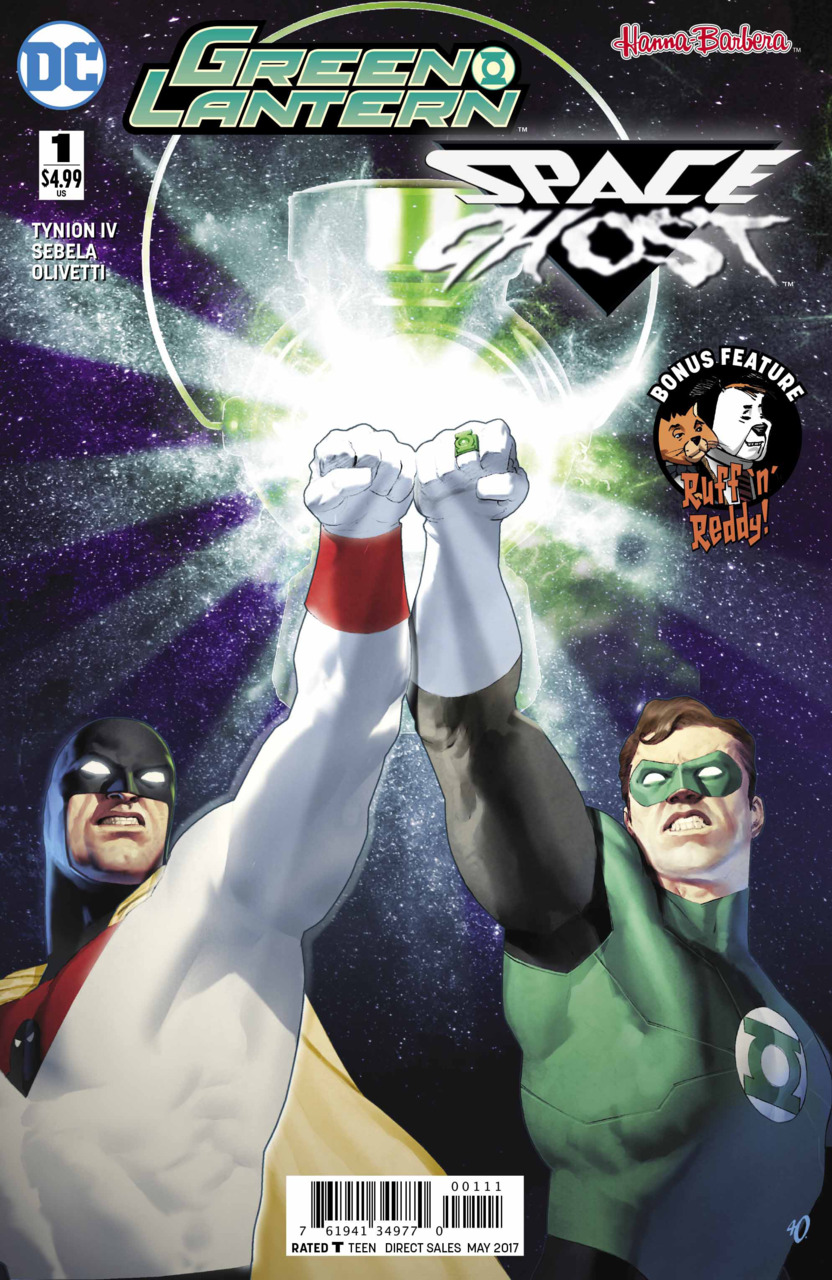 DC
GREEN
LANTERN
™
Hanna-Barbera
™
1
$4.99
US
SPACE
GHOST
™
TYNION IV
SEBELA
OLIVETTI
BONUS FEATURE
Ruff 'n'
Reddy!
00111
7 61941 34977 0
RATED T TEEN DIRECT SALES MAY 2017